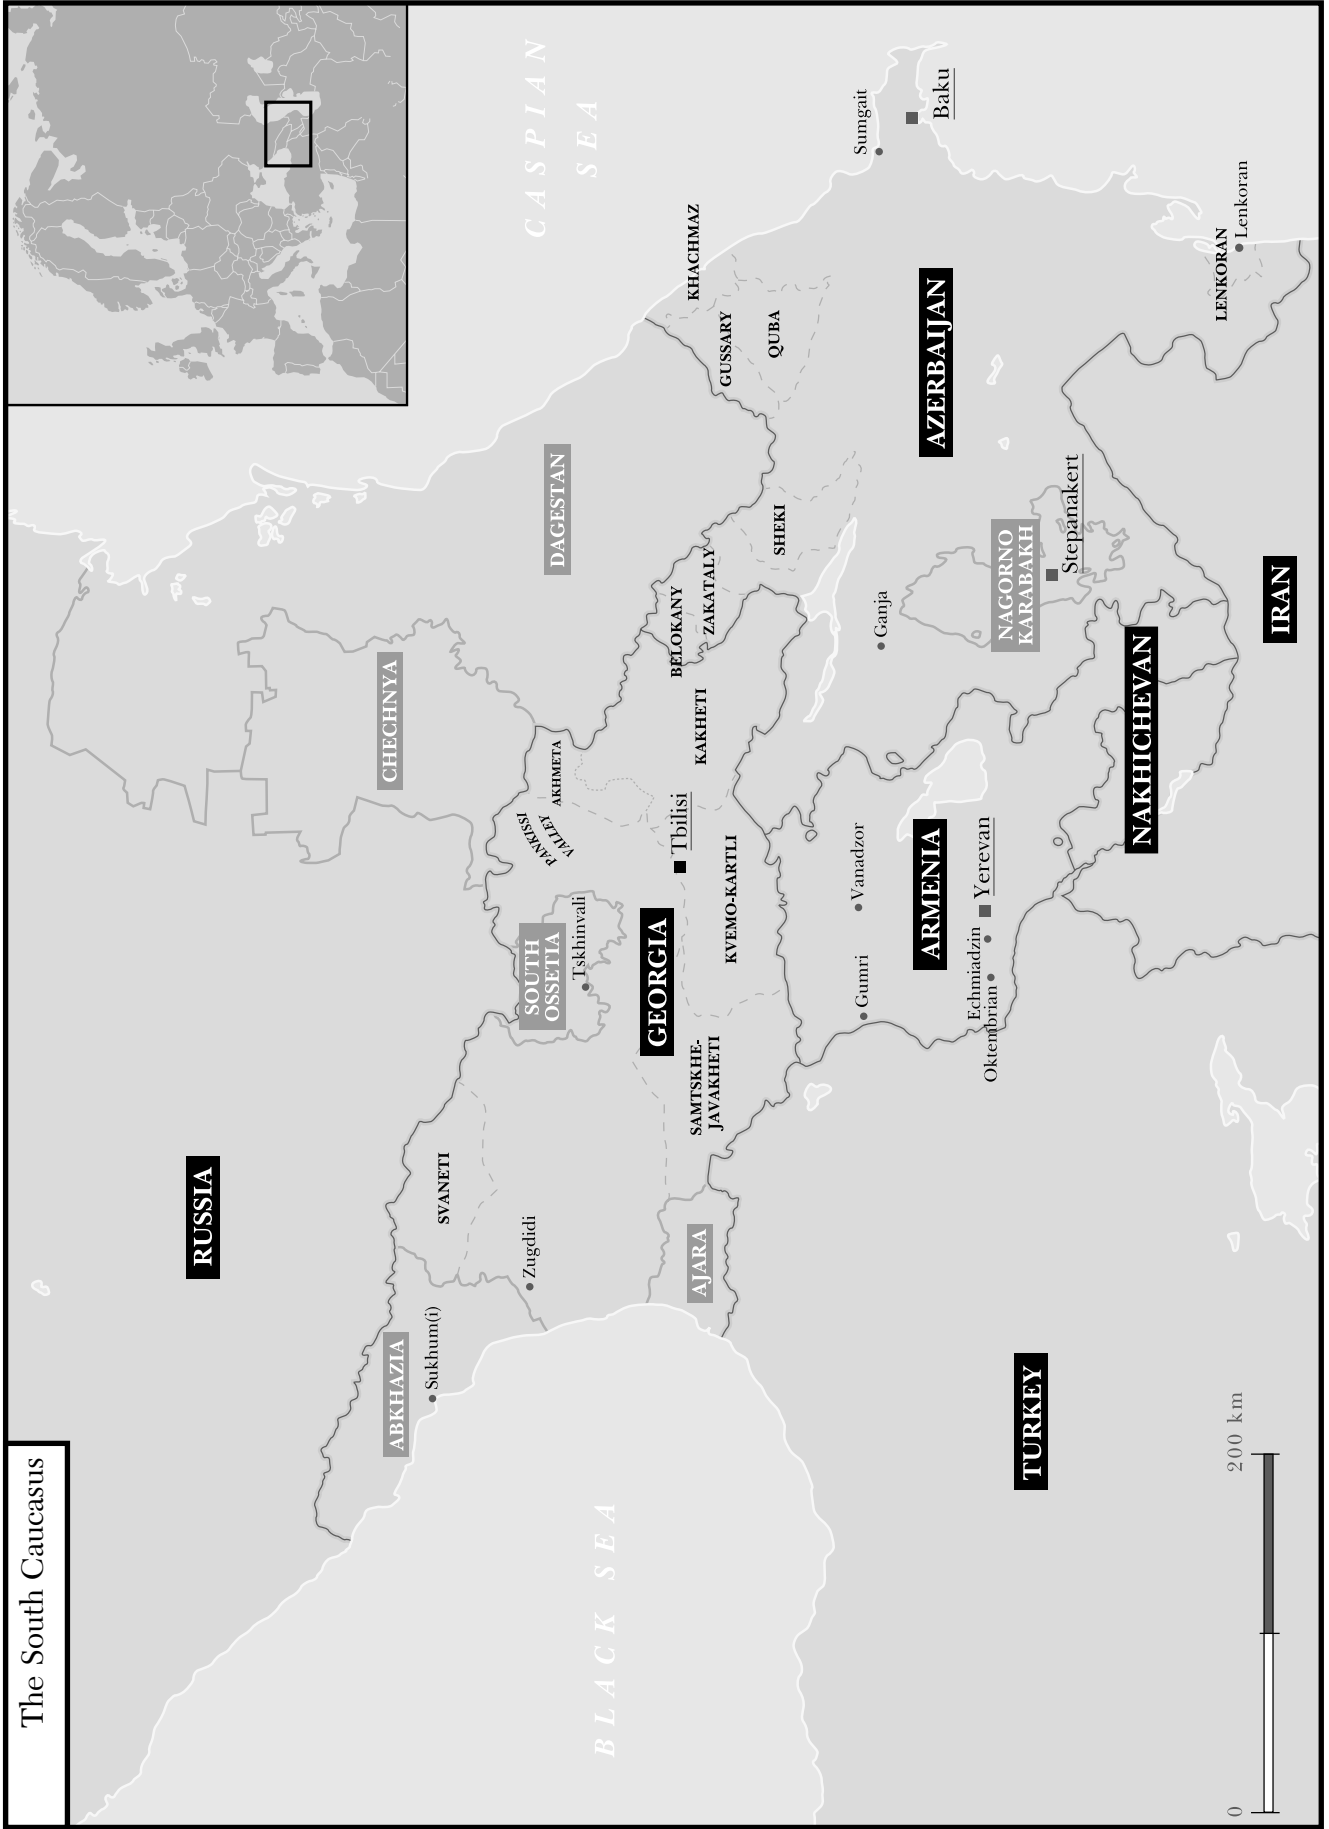 The South Caucasus
CASPIAN
SEA
RUSSIA
CHECHNYA
DAGESTAN
ABKHAZIA
Sukhum(i)
SVANETI
Zugdidi
SOUTH
OSSETIA
Tskhinvali
PANKISSI
VALLEY
AKHMETA
BLACK SEA
GEORGIA
Tbilisi
AJARA
SAMTSKHE-
JAVAKHETI
KVEMO-KARTLI
KAKHETI
BELOKANY
ZAKATALY
SHEKI
KHACHMAZ
GUSSARY
QUBA
Sumgait
Baku
AZERBAIJAN
Ganja
Gumri
Vanadzor
ARMENIA
Yerevan
Echmiadzin
Oktembrian
NAGORNO
KARABAKH
Stepanakert
NAKHICHEVAN
TURKEY
IRAN
LENKORAN
Lenkoran
0
200 km